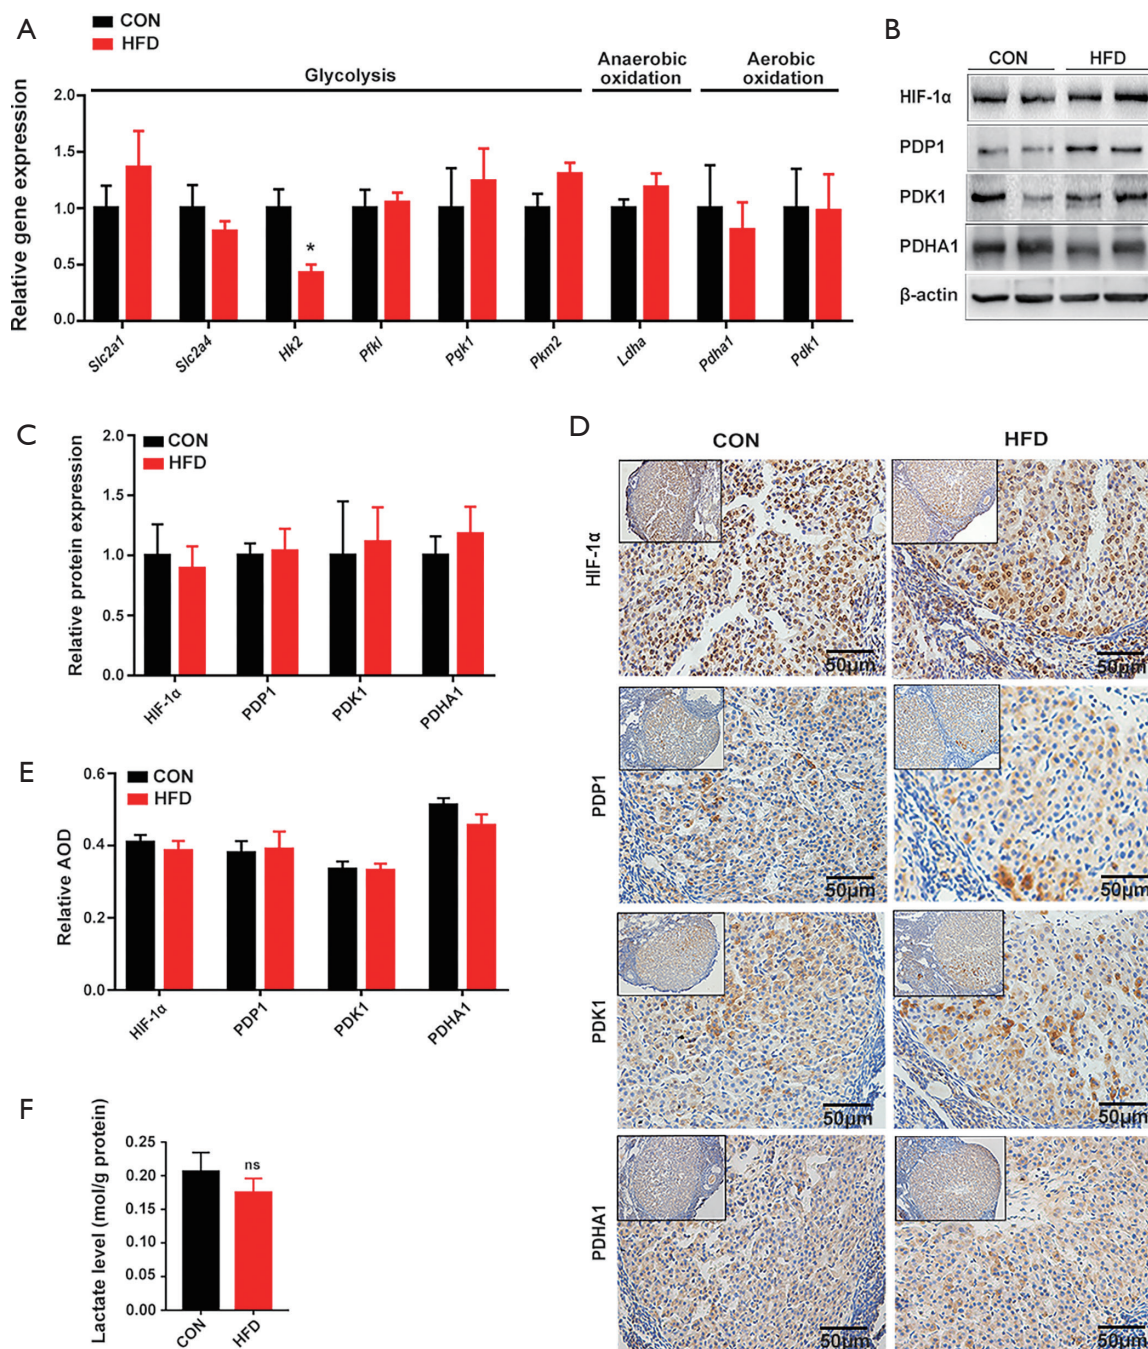 A
CON
HFD
Glycolysis
Anaerobic
oxidation
Aerobic
oxidation
Relative gene expression
2.0
1.5
1.0
0.5
0.0
*
Slc2a1
Slc2a4
Hk2
Pfkl
Pgk1
Pkm2
Ldha
Pdha1
Pdk1
B
CON
HFD
HIF-1α
PDP1
PDK1
PDHA1
β-actin
C
CON
HFD
Relative protein expression
2.0
1.5
1.0
0.5
0.0
HIF-1α
PDP1
PDK1
PDHA1
D
CON
HFD
HIF-1α
50μm
50μm
PDP1
50μm
50μm
PDK1
50μm
50μm
PDHA1
50μm
50μm
E
CON
HFD
Relative AOD
0.6
0.4
0.2
0.0
HIF-1α
PDP1
PDK1
PDHA1
F
Lactate level (mol/g protein)
0.25
0.20
0.15
0.10
0.05
0.00
ns
CON
HFD